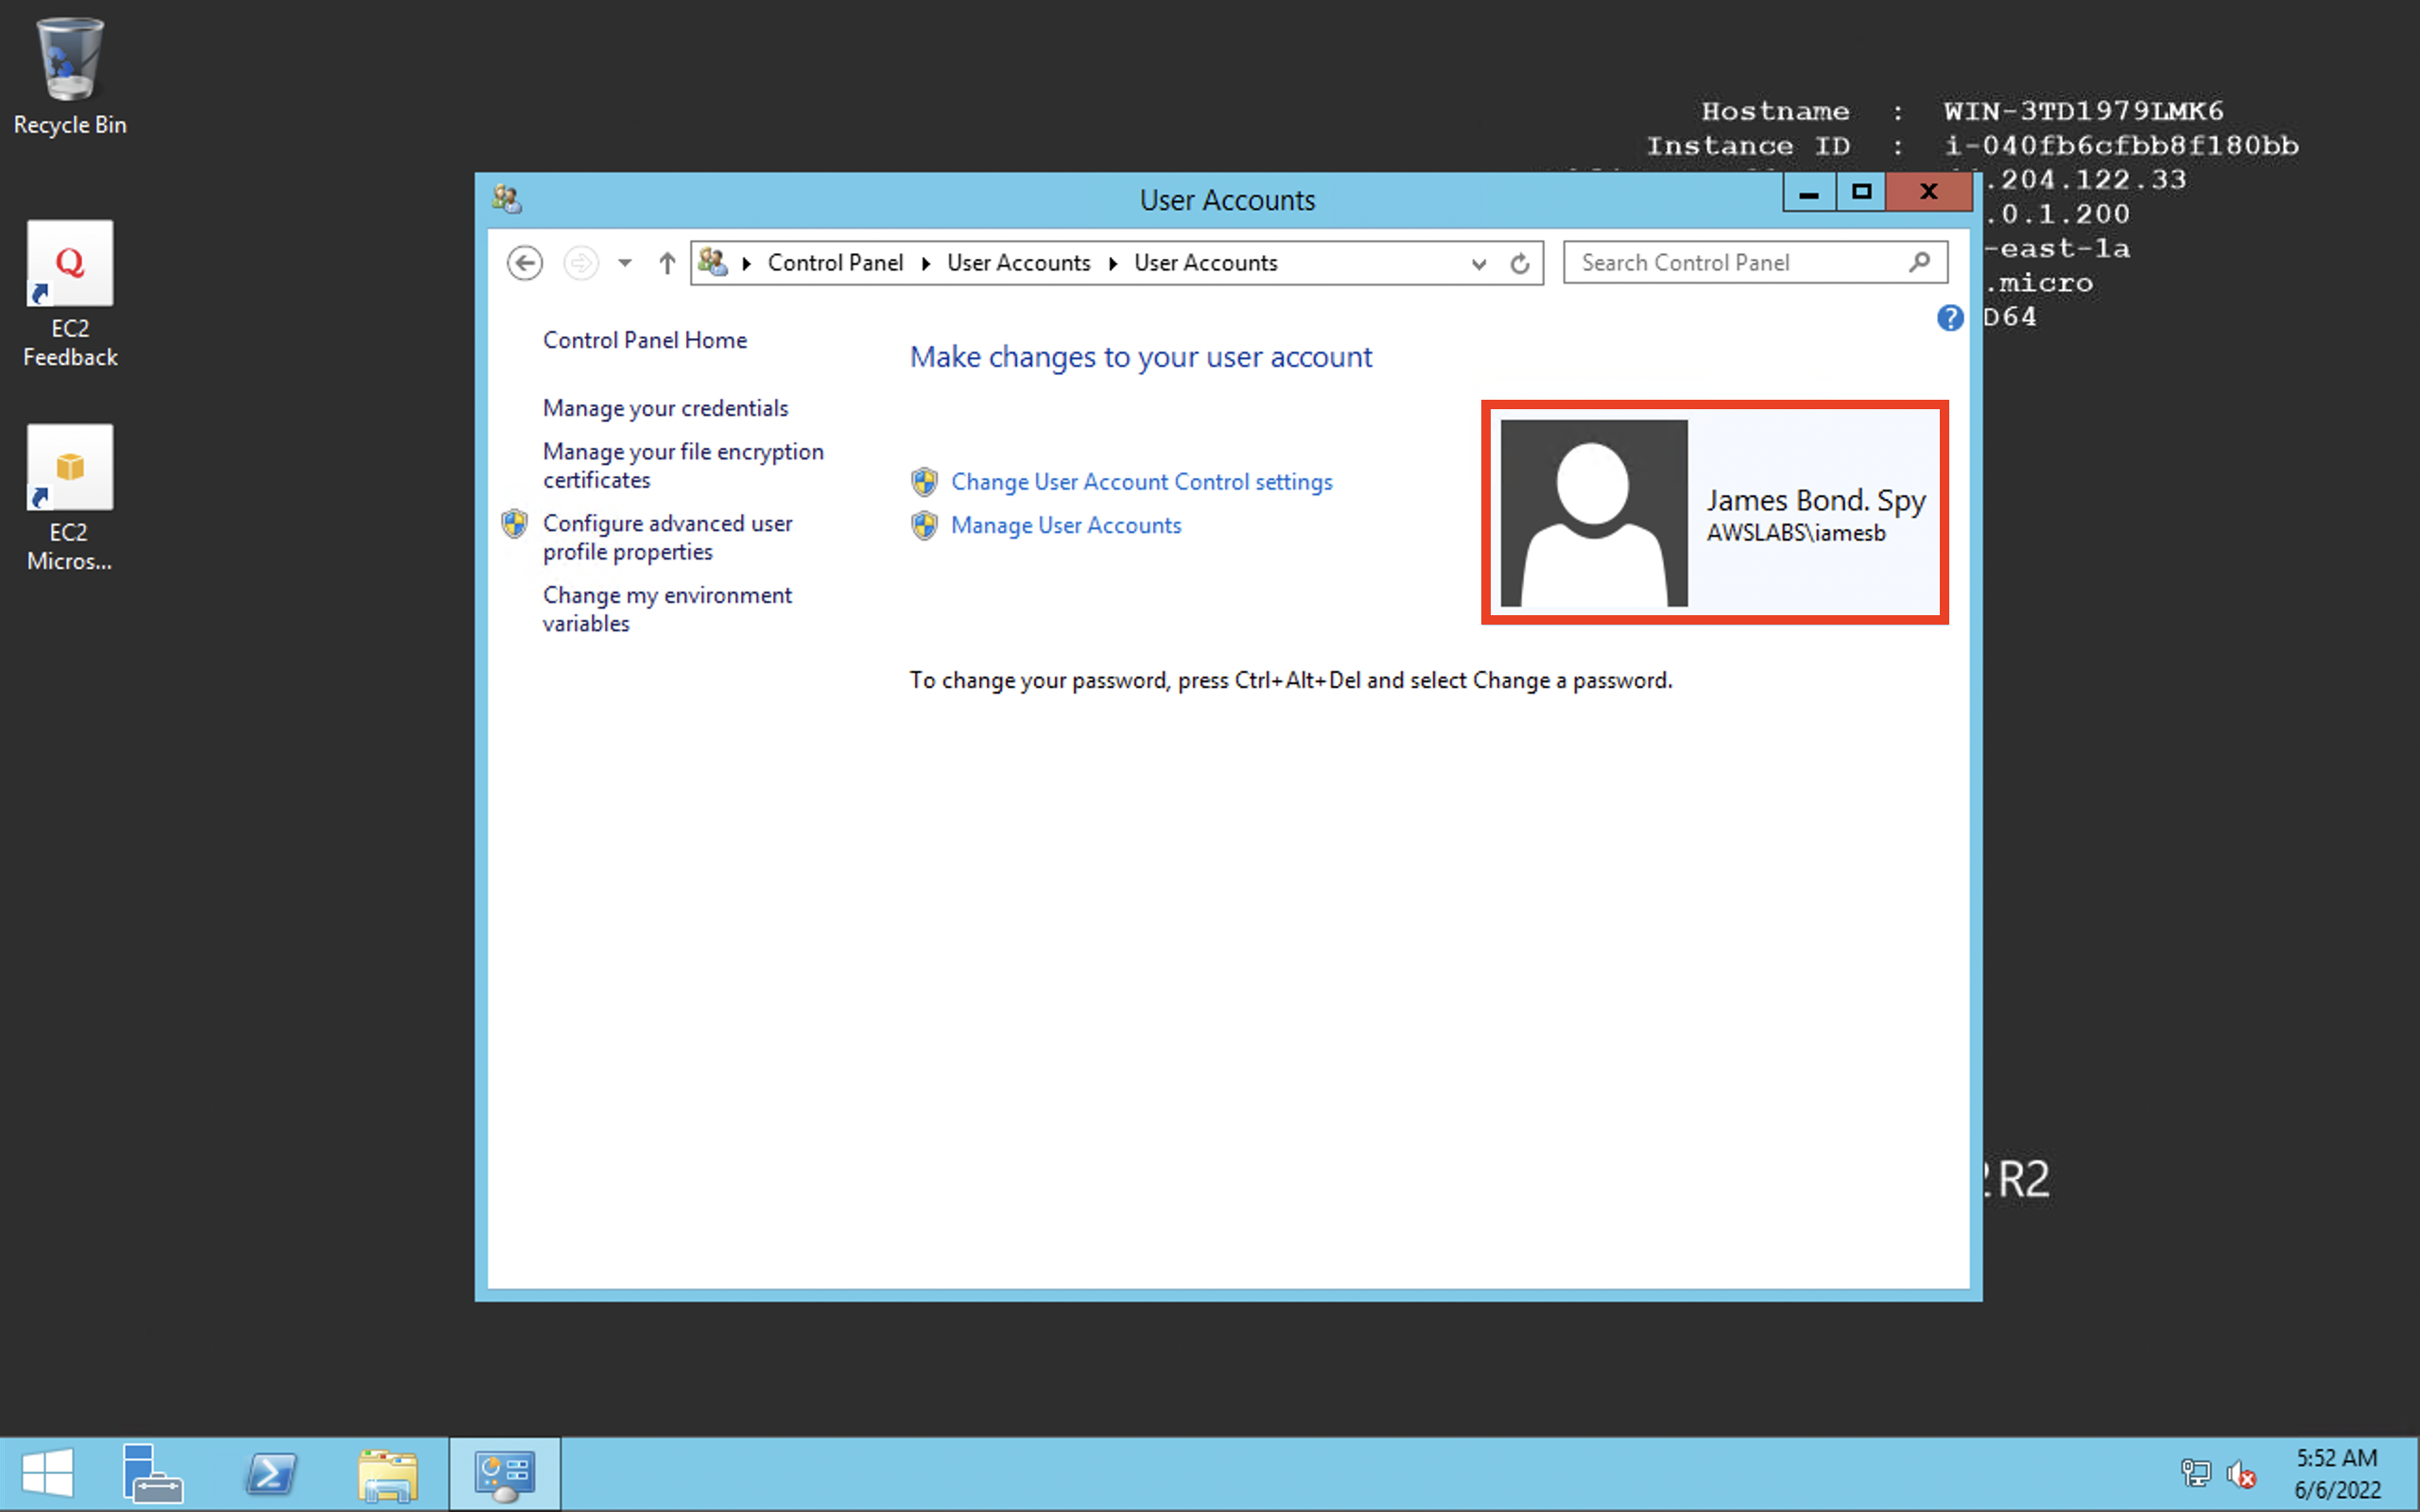 Recycle Bin
EC2
Feedback
EC2
Micros...
Hostname : WIN-3TD1979LMK6
Instance ID : i-040fb6cfbb8f180bb
.204.122.33
.0.1.200
-east-1a
.micro
D64
User Accounts
Control Panel User Accounts User Accounts
Search Control Panel
Control Panel Home
Manage your credentials
Manage your file encryption
certificates
Configure advanced user
profile properties
Change my environment
variables
Make changes to your user account
Change User Account Control settings
Manage User Accounts
James Bond. Spy
AWSLABS\iamesb
To change your password, press Ctrl+Alt+Del and select Change a password.
R2
5:52 AM
6/6/2022